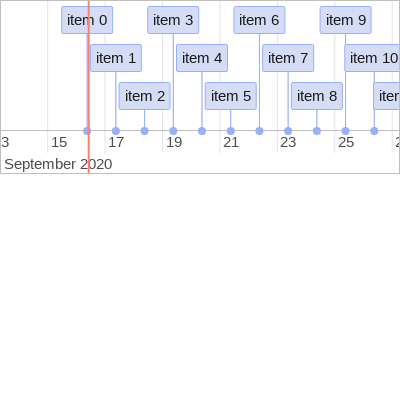 item 0 item 3 item 6 item 9
item 1 item 4 item 7 item 10
item 2 item 5 item 8
15 17 19 21 23 25
September 2020